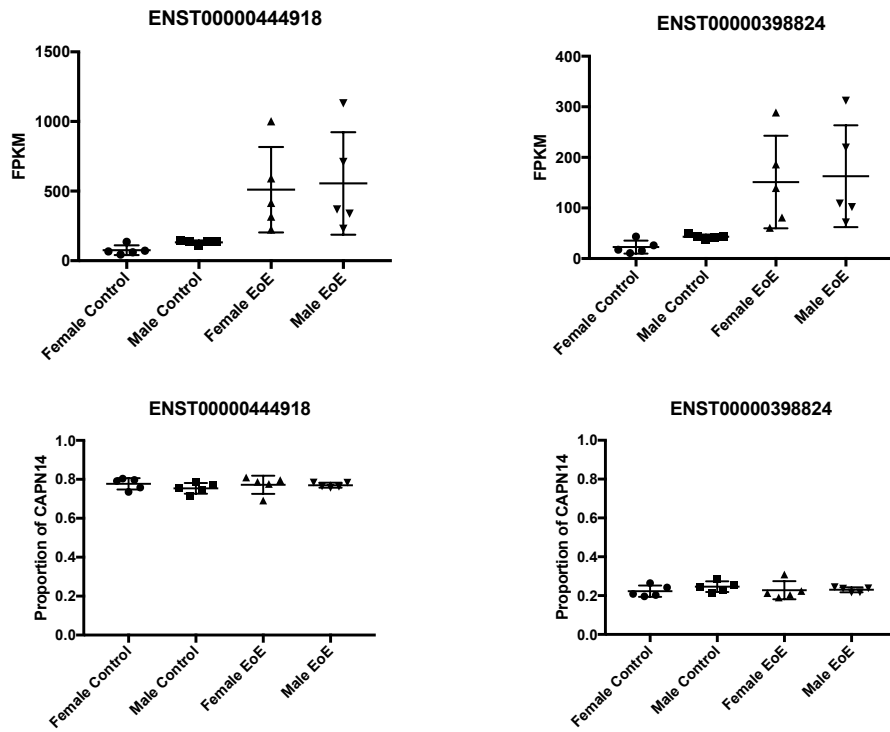 ENST00000444918
FPKM
1500
1000
500
0
Female Control
Male Control
Female EoE
Male EoE
ENST00000398824
FPKM
400
300
200
100
0
Female Control
Male Control
Female EoE
Male EoE
ENST00000444918
Proportion of CAPN14
1.0
0.8
0.6
0.4
0.2
0.0
Female Control
Male Control
Female EoE
Male EoE
ENST00000398824
Proportion of CAPN14
1.0
0.8
0.6
0.4
0.2
0.0
Female Control
Male Control
Female EoE
Male EoE